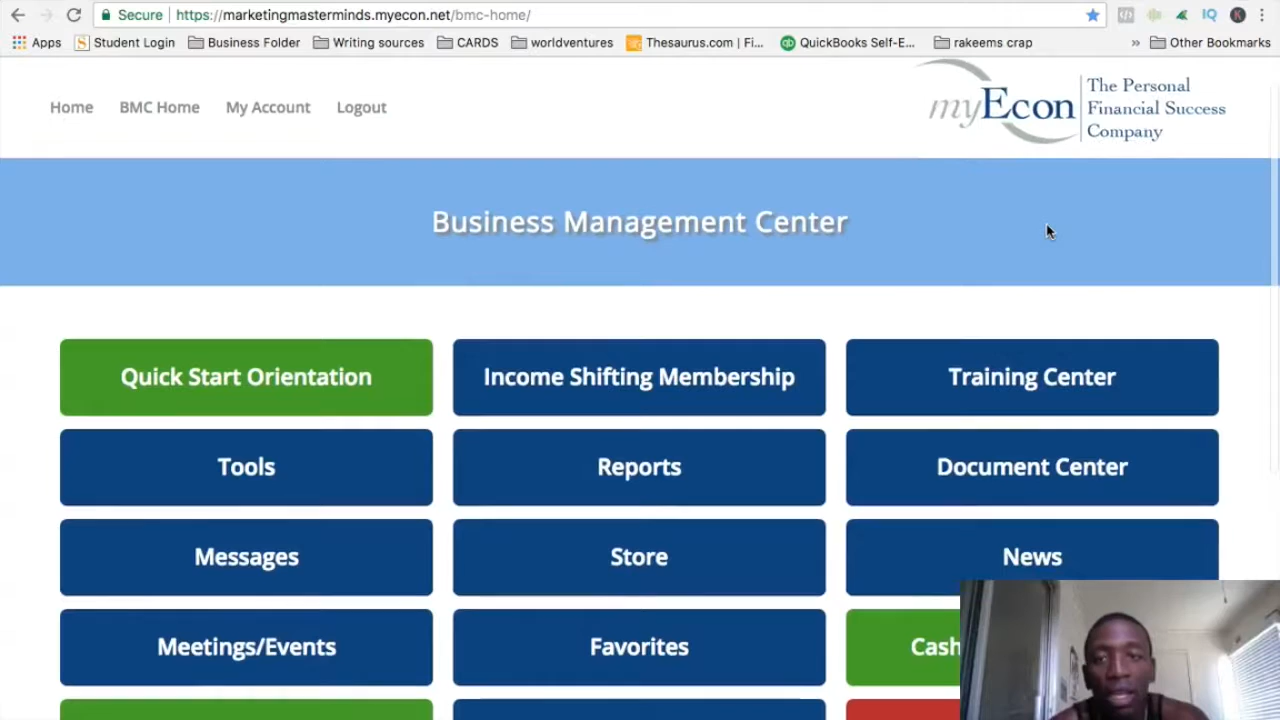 Secure
https://marketingmasterminds.myecon.net/bmc-home/
Apps
Student Login
Business Folder
Writing sources
CARDS
worldventures
Thesaurus.com | Fi...
QuickBooks Self-E...
rakeems crap
»
Other Bookmarks
Home
BMC Home
My Account
Logout
myEcon
The Personal
Financial Success
Company
Business Management Center
Quick Start Orientation
Income Shifting Membership
Training Center
Tools
Reports
Document Center
Messages
Store
News
Meetings/Events
Favorites
Cash